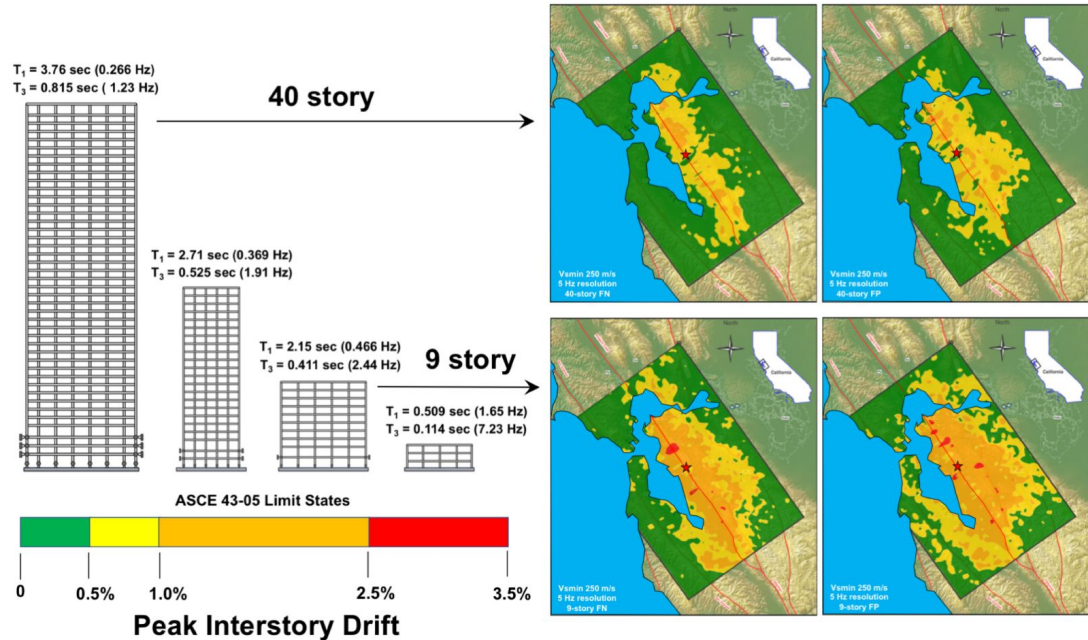 T1 = 3.76 sec (0.266 Hz)
T3 = 0.815 sec ( 1.23 Hz)
40 story
T1 = 2.71 sec (0.369 Hz)
T3 = 0.525 sec (1.91 Hz)
T1 = 2.15 sec (0.466 Hz)
T3 = 0.411 sec (2.44 Hz)
9 story
T1 = 0.509 sec (1.65 Hz)
T3 = 0.114 sec (7.23 Hz)
ASCE 43-05 Limit States
0
0.5%
1.0%
2.5%
3.5%
Peak Interstory Drift
North
California
Vsmin 250 m/s
5 Hz resolution
40-story FN
North
California
Vsmin 250 m/s
5 Hz resolution
40-story FP
North
California
Vsmin 250 m/s
5 Hz resolution
9-story FN
North
California
Vsmin 250 m/s
5 Hz resolution
9-story FP